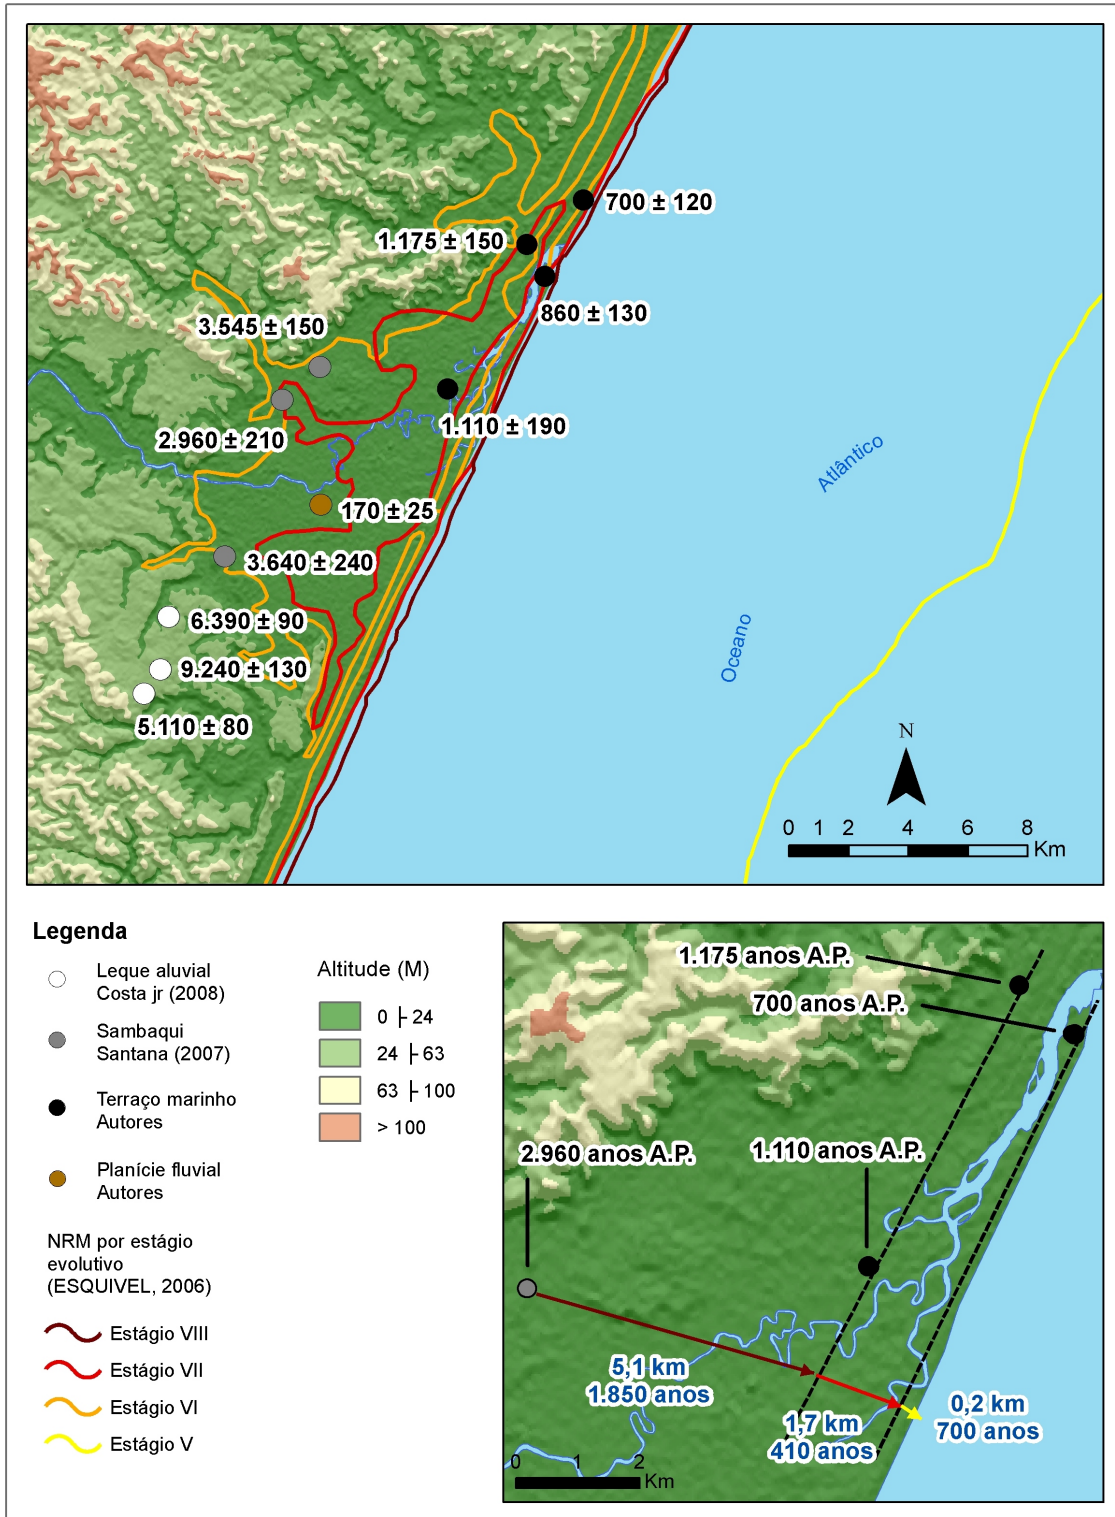 700 ± 120
1.175 ± 150
860 ± 130
3.545 ± 150
1.110 ± 190
2.960 ± 210
170 ± 25
3.640 ± 240
6.390 ± 90
9.240 ± 130
5.110 ± 80
Atlântico
Oceano
N
0 1 2 4 6 8
Km
Legenda
Leque aluvial
Costa jr (2008)
Sambaqui
Santana (2007)
Terraço marinho
Autores
Planície fluvial
Autores
NRM por estágio
evolutivo
(ESQUIVEL, 2006)
Estágio VIII
Estágio VII
Estágio VI
Estágio V
Altitude (M)
0 ├ 24
24 ├ 63
63 ├ 100
> 100
1.175 anos A.P.
700 anos A.P.
2.960 anos A.P.
1.110 anos A.P.
5,1 km
1.850 anos
1,7 km
410 anos
0,2 km
700 anos
0 1 2
Km